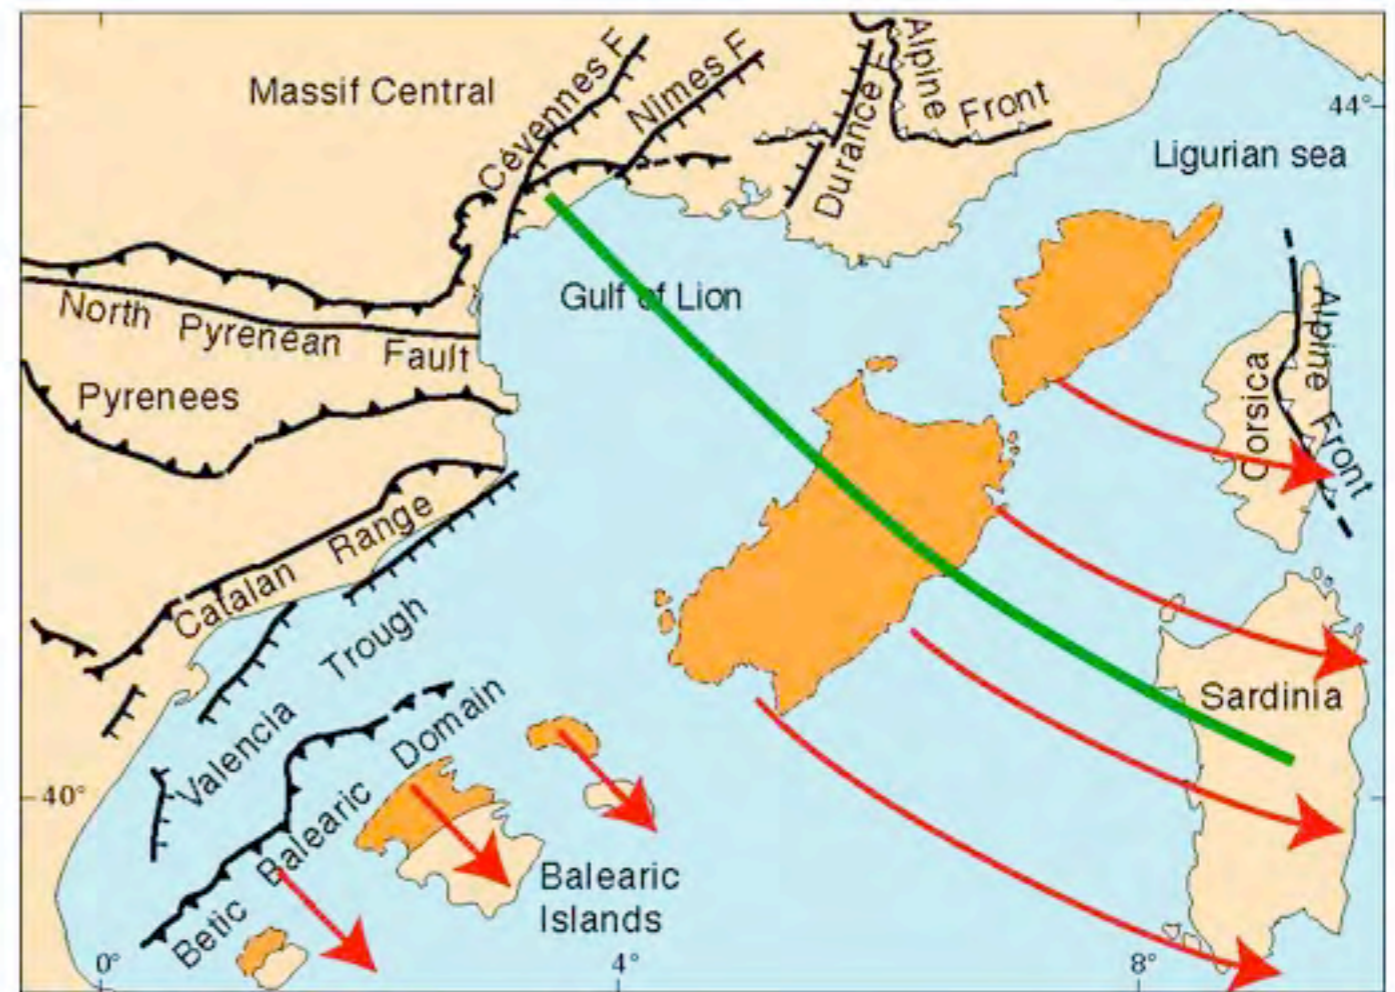 Massif Central
Cévennes F
Nîmes F
Durance F
Alpine
Front
44°
Ligurian sea
Gulf of Lion
North Pyrenean Fault
Pyrenees
Corsica
Alpine Front
Catalan Range
Valencia Trough
Sardinia
40°
Betic Balearic Domain
Balearic
Islands
0°
4°
8°